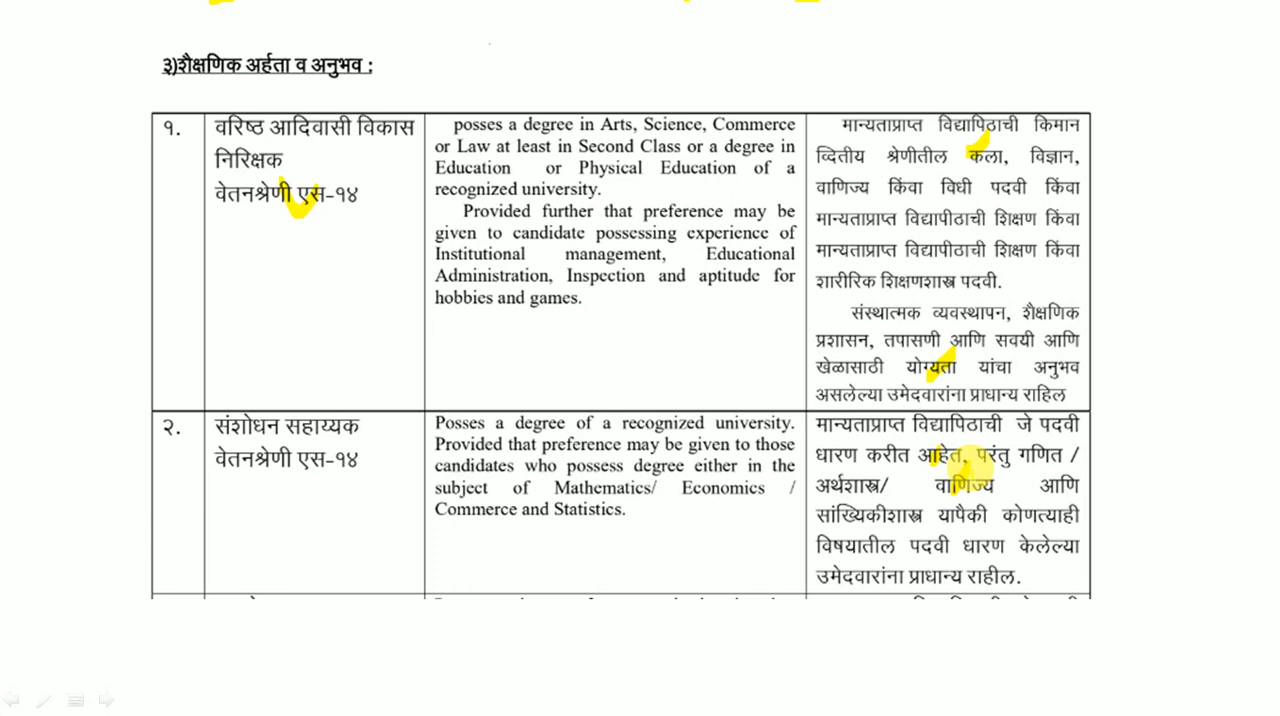 ३)शैक्षणिक अर्हता व अनुभव :
१.
वरिष्ठ आदिवासी विकास
निरिक्षक
वेतनश्रेणी एस-१४
posses a degree in Arts, Science, Commerce
or Law at least in Second Class or a degree in
Education or Physical Education of a
recognized university.
Provided further that preference may be
given to candidate possessing experience of
Institutional management, Educational
Administration, Inspection and aptitude for
hobbies and games.
मान्यताप्राप्त विद्यापिठाची किमान
व्दितीय श्रेणीतील कला, विज्ञान,
वाणिज्य किंवा विधी पदवी किंवा
मान्यताप्राप्त विद्यापीठाची शिक्षण किंवा
मान्यताप्राप्त विद्यापीठाची शिक्षण किंवा
शारीरिक शिक्षणशास्त्र पदवी.
संस्थात्मक व्यवस्थापन, शैक्षणिक
प्रशासन, तपासणी आणि सवयी आणि
खेळासाठी योग्यता यांचा अनुभव
असलेल्या उमेदवारांना प्राधान्य राहिल
२.
संशोधन सहाय्यक
वेतनश्रेणी एस-१४
Posses a degree of a recognized university.
Provided that preference may be given to those
candidates who possess degree either in the
subject of Mathematics/ Economics /
Commerce and Statistics.
मान्यताप्राप्त विद्यापिठाची जे पदवी
धारण करीत आहेत, परंतु गणित /
अर्थशास्त्र/ वाणिज्य आणि
सांख्यिकीशास्त्र यापैकी कोणत्याही
विषयातील पदवी धारण केलेल्या
उमेदवारांना प्राधान्य राहील.